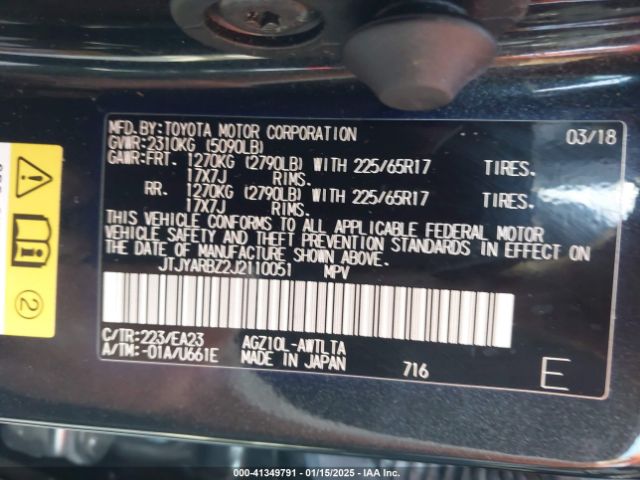 MFD.BY:TOYOTA MOTOR CORPORATION 03/18
GVWR:2310KG (5090LB)
GAWR:FRT. 1270KG (2790LB) WITH 225/65R17 TIRES.
17X7J RIMS.
RR. 1270KG (2790LB) WITH 225/65R17 TIRES.
17X7J RIMS.
THIS VEHICLE CONFORMS TO ALL APPLICABLE FEDERAL MOTOR
VEHICLE SAFETY AND THEFT PREVENTION STANDARDS IN EFFECT ON
THE DATE OF MANUFACTURE SHOWN ABOVE.
JTJYARBZ2J2110051 MPV
C/TR:223/EA23 AGZ10L-AWTLTA
A/TM:-01A/U661E MADE IN JAPAN 716
E
2
000-41349791 - 01/15/2025 - IAA Inc.